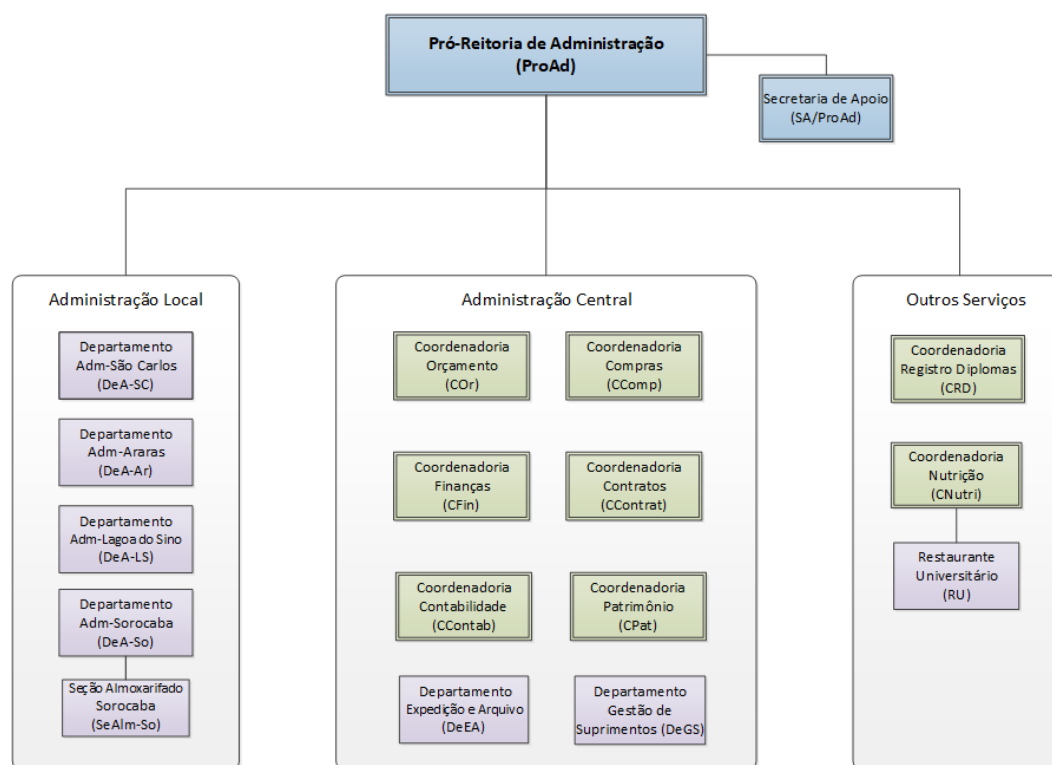 Pró-Reitoria de Administração
(ProAd)
Secretaria de Apoio
(SA/ProAd)
Administração Local
Departamento
Adm-São Carlos
(DeA-SC)
Departamento
Adm-Araras
(DeA-Ar)
Departamento
Adm-Lagoa do Sino
(DeA-LS)
Departamento
Adm-Sorocaba
(DeA-So)
Seção Almoxarifado
Sorocaba
(SeAlm-So)
Administração Central
Coordenadoria
Orçamento
(COr)
Coordenadoria
Compras
(CComp)
Coordenadoria
Finanças
(CFin)
Coordenadoria
Contratos
(CContrat)
Coordenadoria
Contabilidade
(CContab)
Coordenadoria
Patrimônio
(CPat)
Departamento
Expedição e Arquivo
(DeEA)
Departamento
Gestão de
Suprimentos (DeGS)
Outros Serviços
Coordenadoria
Registro Diplomas
(CRD)
Coordenadoria
Nutrição
(CNutri)
Restaurante
Universitário
(RU)